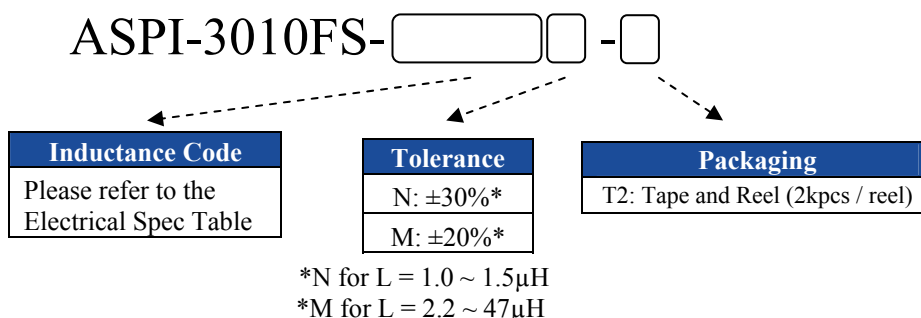 ASPI-3010FS- -
Inductance Code
Please refer to the
Electrical Spec Table
Tolerance
N: ±30%*
M: ±20%*
*N for L = 1.0 ~ 1.5µH
*M for L = 2.2 ~ 47µH
Packaging
T2: Tape and Reel (2kpcs / reel)